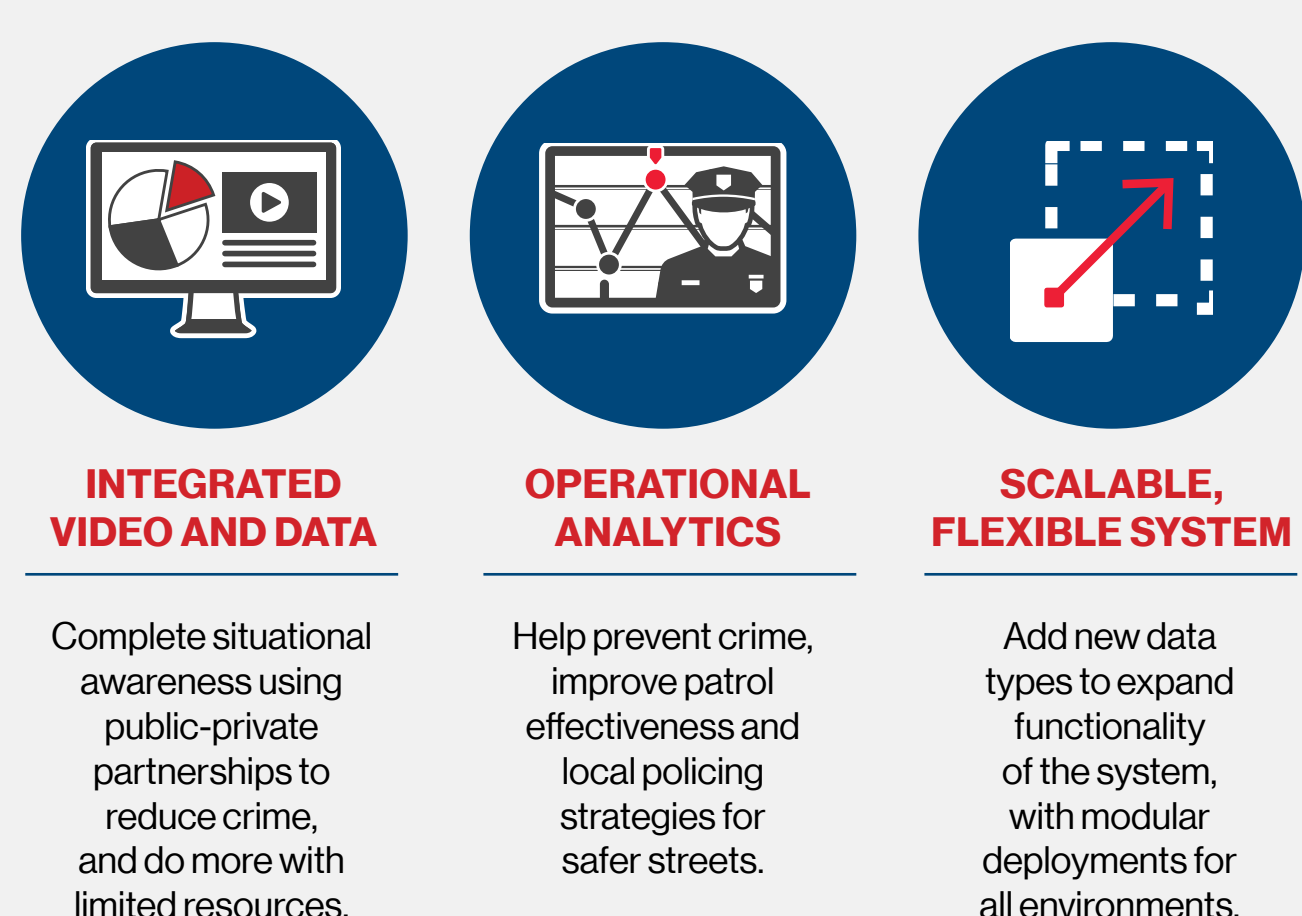 INTEGRATED
VIDEO AND DATA
Complete situational
awareness using
public-private
partnerships to
reduce crime,
and do more with
limited resources.
OPERATIONAL
ANALYTICS
Help prevent crime,
improve patrol
effectiveness and
local policing
strategies for
safer streets.
SCALABLE,
FLEXIBLE SYSTEM
Add new data
types to expand
functionality
of the system,
with modular
deployments for
all environments.